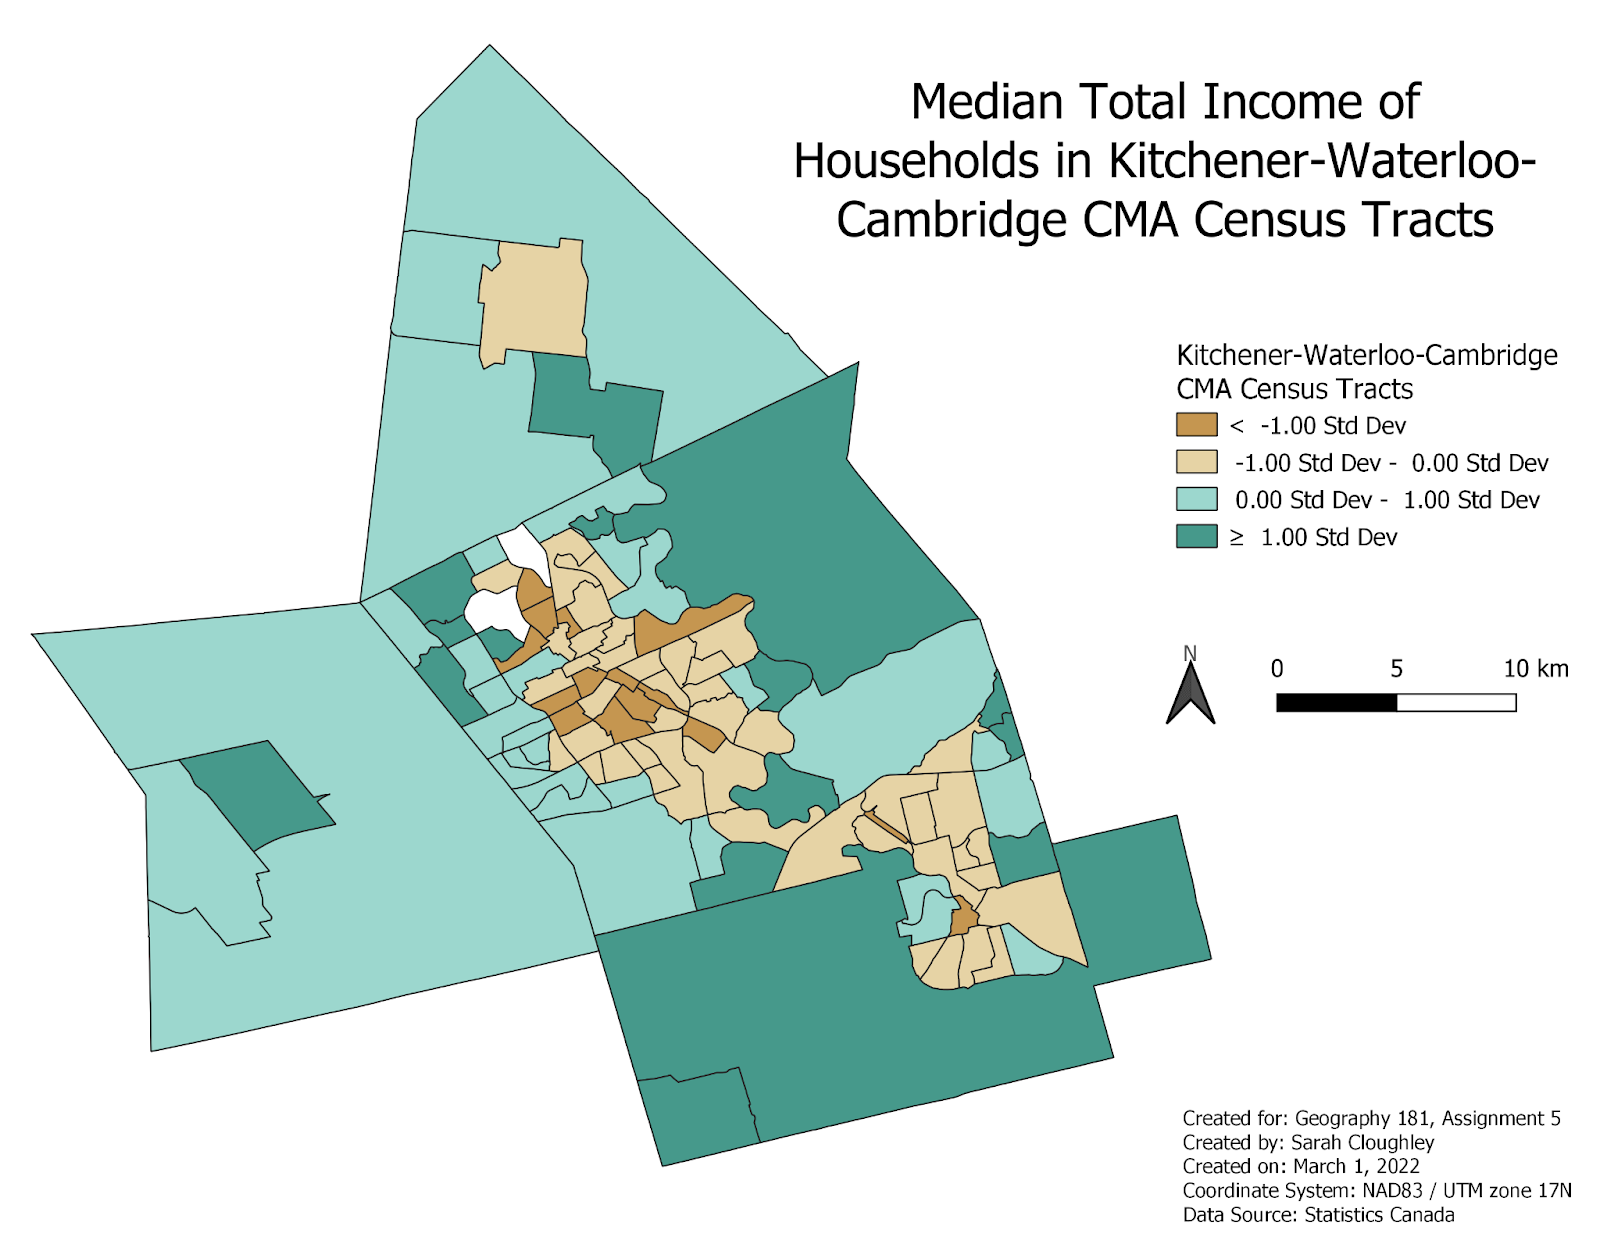 Median Total Income of
Households in Kitchener-Waterloo-
Cambridge CMA Census Tracts
Kitchener-Waterloo-Cambridge
CMA Census Tracts
< -1.00 Std Dev
-1.00 Std Dev - 0.00 Std Dev
0.00 Std Dev - 1.00 Std Dev
≥ 1.00 Std Dev
N
0 5 10 km
Created for: Geography 181, Assignment 5
Created by: Sarah Cloughley
Created on: March 1, 2022
Coordinate System: NAD83 / UTM zone 17N
Data Source: Statistics Canada